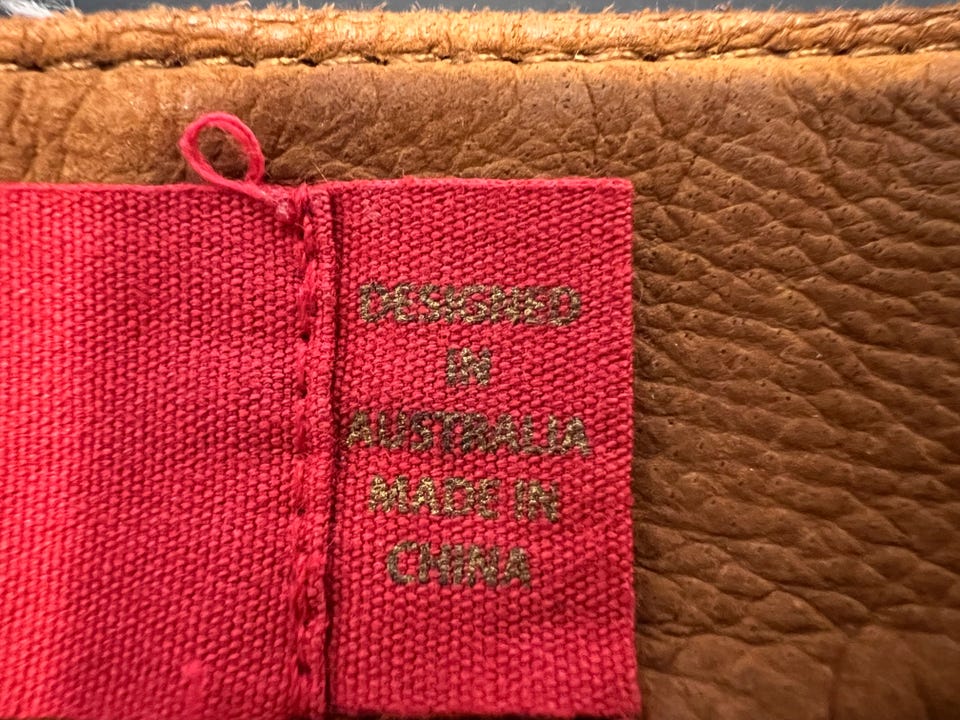 DESIGNED
IN
AUSTRALIA
MADE IN
CHINA